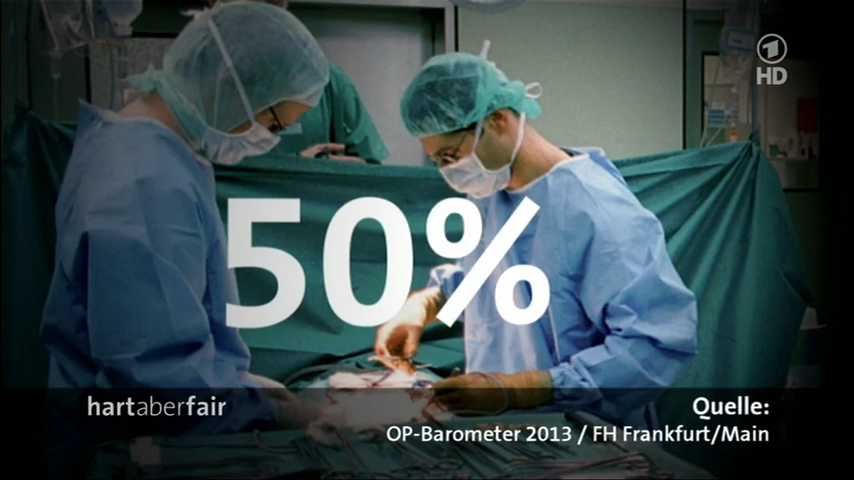 1
HD
50%
hartaberfair
Quelle:
OP-Barometer 2013 / FH Frankfurt/Main